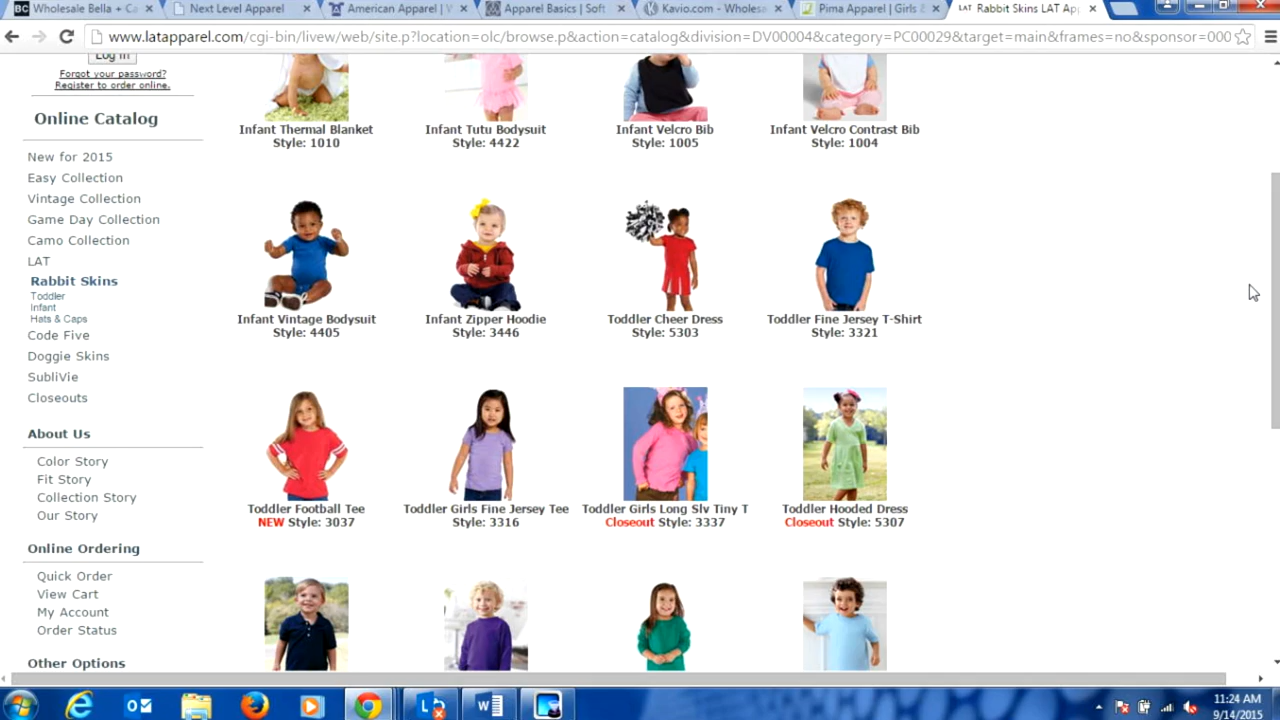 Wholesale Bella + Ca
Next Level Apparel
American Apparel | W
Apparel Basics | Soft
Kavio.com - Wholesa
Pima Apparel | Girls &
Rabbit Skins LAT Ap
www.latapparel.com/cgi-bin/livew/web/site.p?location=olc/browse.p&action=catalog&division=DV00004&category=PC00029&target=main&frames=no&sponsor=000
Log In
Forgot your password?
Register to order online.
Online Catalog
New for 2015
Easy Collection
Vintage Collection
Game Day Collection
Camo Collection
LAT
Rabbit Skins
Toddler
Infant
Hats & Caps
Code Five
Doggie Skins
SubliVie
Closeouts
About Us
Color Story
Fit Story
Collection Story
Our Story
Online Ordering
Quick Order
View Cart
My Account
Order Status
Other Options
Infant Thermal Blanket
Style: 1010
Infant Tutu Bodysuit
Style: 4422
Infant Velcro Bib
Style: 1005
Infant Velcro Contrast Bib
Style: 1004
Infant Vintage Bodysuit
Style: 4405
Infant Zipper Hoodie
Style: 3446
Toddler Cheer Dress
Style: 5303
Toddler Fine Jersey T-Shirt
Style: 3321
Toddler Football Tee
NEW Style: 3037
Toddler Girls Fine Jersey Tee
Style: 3316
Toddler Girls Long Slv Tiny T
Closeout Style: 3337
Toddler Hooded Dress
Closeout Style: 5307
11:24 AM
9/14/2015